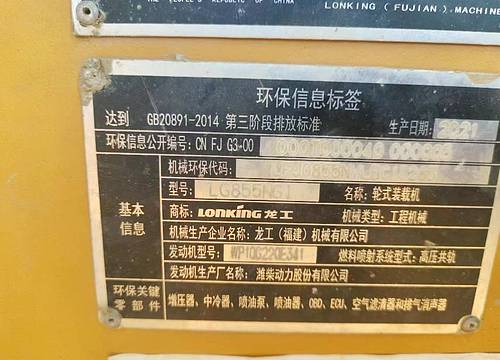 THE PEOPLE'S REPUBLIC OF CHINA
LONKING (FUJIAN) MACHINE
环保信息标签
达到 GB20891-2014 第三阶段排放标准
生产日期: 2021
环保信息公开编号: CN FJ G3-00
机械环保代码:
基本信息
型号: LG855N
名称: 轮式装载机
商标: LONKING 龙工
机械类型: 工程机械
机械生产企业名称: 龙工(福建)机械有限公司
发动机型号: WP10G220E341
燃料喷射系统型式: 高压共轨
发动机生产厂名称: 潍柴动力股份有限公司
环保关键零部件
增压器、中冷器、喷油泵、喷油器、OBD、ECU、空气滤清器和排气消声器